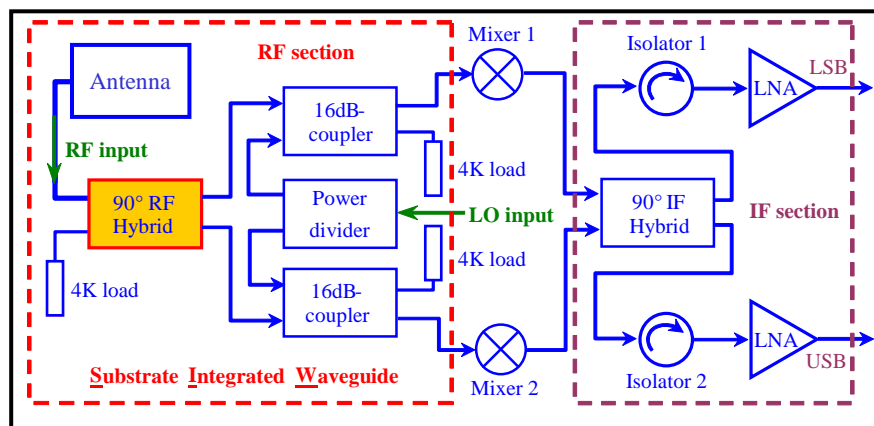 Mixer 1
RF section
Antenna
Isolator 1
LSB
LNA
16dB-
coupler
RF input
4K load
90° RF
Hybrid
Power
divider
LO input
90° IF
Hybrid
IF section
4K load
4K load
16dB-
coupler
LNA
USB
Substrate Integrated Waveguide
Mixer 2
Isolator 2